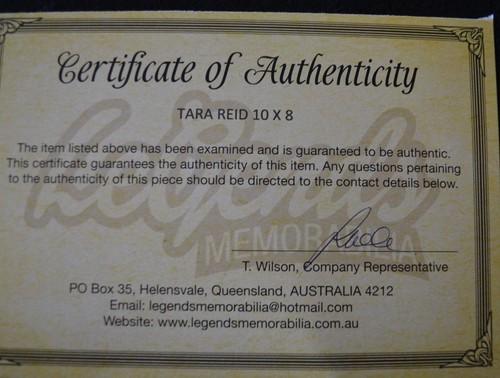 Certificate of Authenticity
TARA REID 10 X 8
The item listed above has been examined and is guaranteed to be authentic.
This certificate guarantees the authenticity of this item. Any questions pertaining
to the authenticity of this piece should be directed to the contact details below.
Legends
MEMORABILIA
T. Wilson, Company Representative
PO Box 35, Helensvale, Queensland, AUSTRALIA 4212
Email: legendsmemorabilia@hotmail.com
Website: www.legendsmemorabilia.com.au